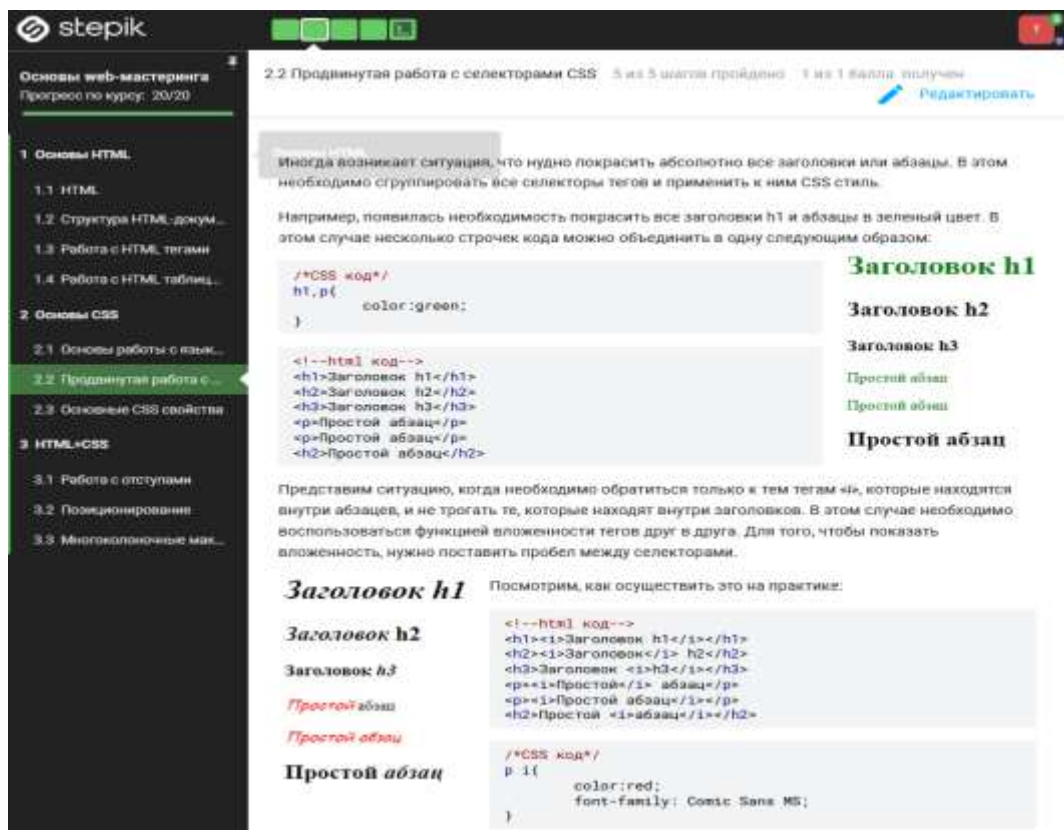 stepik
Основы web-мастеринга
Прогресс по курсу: 20/20
1 Основы HTML
1.1 HTML
1.2 Структура HTML-докум...
1.3 Работа с HTML тегами
1.4 Работа с HTML таблиц...
2 Основы CSS
2.1 Основы работы с язык...
2.2 Продвинутая работа с ...
2.3 Основные CSS свойства
3 HTML+CSS
3.1 Работа с отступами
3.2 Позиционирование
3.3 Многоколоночные мак...
2.2 Продвинутая работа с селекторами CSS 5 из 5 шагов пройдено 1 из 1 балла получен
Редактировать
Иногда возникает ситуация, что нудно покрасить абсолютно все заголовки или абзацы. В этом
необходимо сгруппировать все селекторы тегов и применить к ним CSS стиль.
Например, появилась необходимость покрасить все заголовки h1 и абзацы в зеленый цвет. В
этом случае несколько строчек кода можно объединить в одну следующим образом:
/*CSS код*/
h1,p{
color:green;
}
<!--html код-->
<h1>Заголовок h1</h1>
<h2>Заголовок h2</h2>
<h3>Заголовок h3</h3>
<p>Простой абзац</p>
<p>Простой абзац</p>
<h2>Простой абзац</h2>
Заголовок h1
Заголовок h2
Заголовок h3
Простой абзац
Простой абзац
Простой абзац
Представим ситуацию, когда необходимо обратиться только к тем тегам «i», которые находятся
внутри абзацев, и не трогать те, которые находят внутри заголовков. В этом случае необходимо
воспользоваться функцией вложенности тегов друг в друга. Для того, чтобы показать
вложенность, нужно поставить пробел между селекторами.
Заголовок h1
Заголовок h2
Заголовок h3
Простой абзац
Простой абзац
Простой абзац
Посмотрим, как осуществить это на практике:
<!--html код-->
<h1><i>Заголовок h1</i></h1>
<h2><i>Заголовок</i> h2</h2>
<h3>Заголовок <i>h3</i></h3>
<p><i>Простой</i> абзац</p>
<p><i>Простой абзац</i></p>
<h2>Простой <i>абзац</i></h2>
/*CSS код*/
p i{
color:red;
font-family: Comic Sans MS;
}